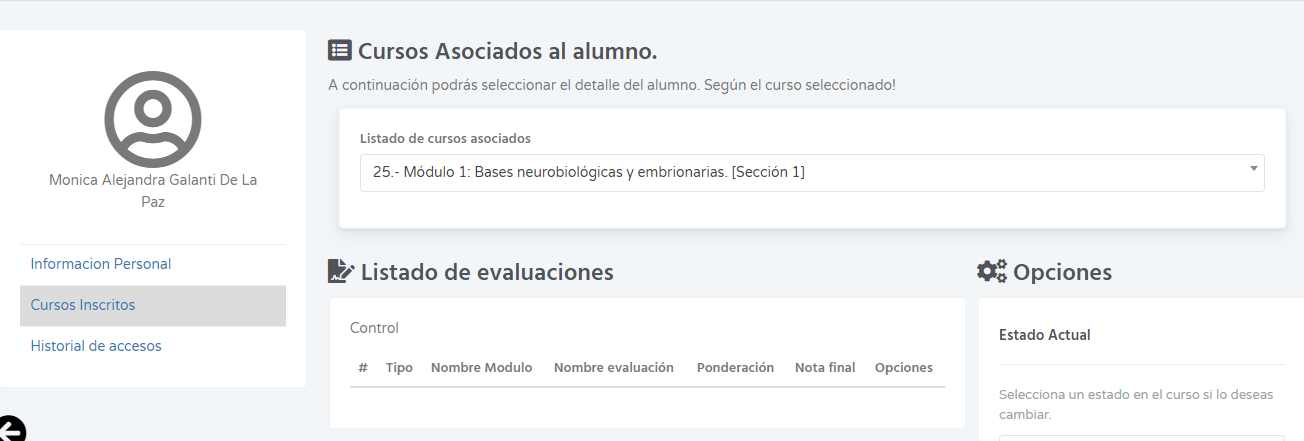 Monica Alejandra Galanti De La
Paz
Informacion Personal
Cursos Inscritos
Historial de accesos
Cursos Asociados al alumno.
A continuación podrás seleccionar el detalle del alumno. Según el curso seleccionado!
Listado de cursos asociados
25.- Módulo 1: Bases neurobiológicas y embrionarias. [Sección 1]
Listado de evaluaciones
Control
# Tipo Nombre Modulo Nombre evaluación Ponderación Nota final Opciones
Opciones
Estado Actual
Selecciona un estado en el curso si lo deseas
cambiar.